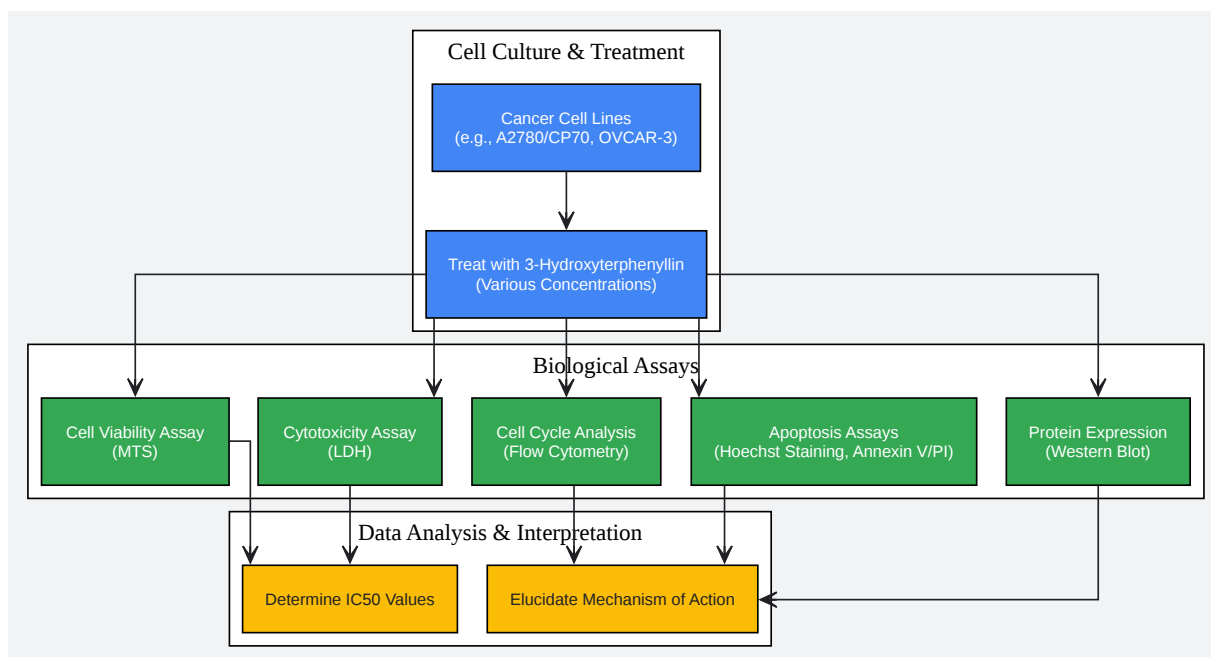 Cell Culture & Treatment
Cancer Cell Lines
(e.g., A2780/CP70, OVCAR-3)
Treat with 3-Hydroxyterphenyllin
(Various Concentrations)
Biological Assays
Cell Viability Assay
(MTS)
Cytotoxicity Assay
(LDH)
Cell Cycle Analysis
(Flow Cytometry)
Apoptosis Assays
(Hoechst Staining, Annexin V/PI)
Protein Expression
(Western Blot)
Data Analysis & Interpretation
Determine IC50 Values
Elucidate Mechanism of Action